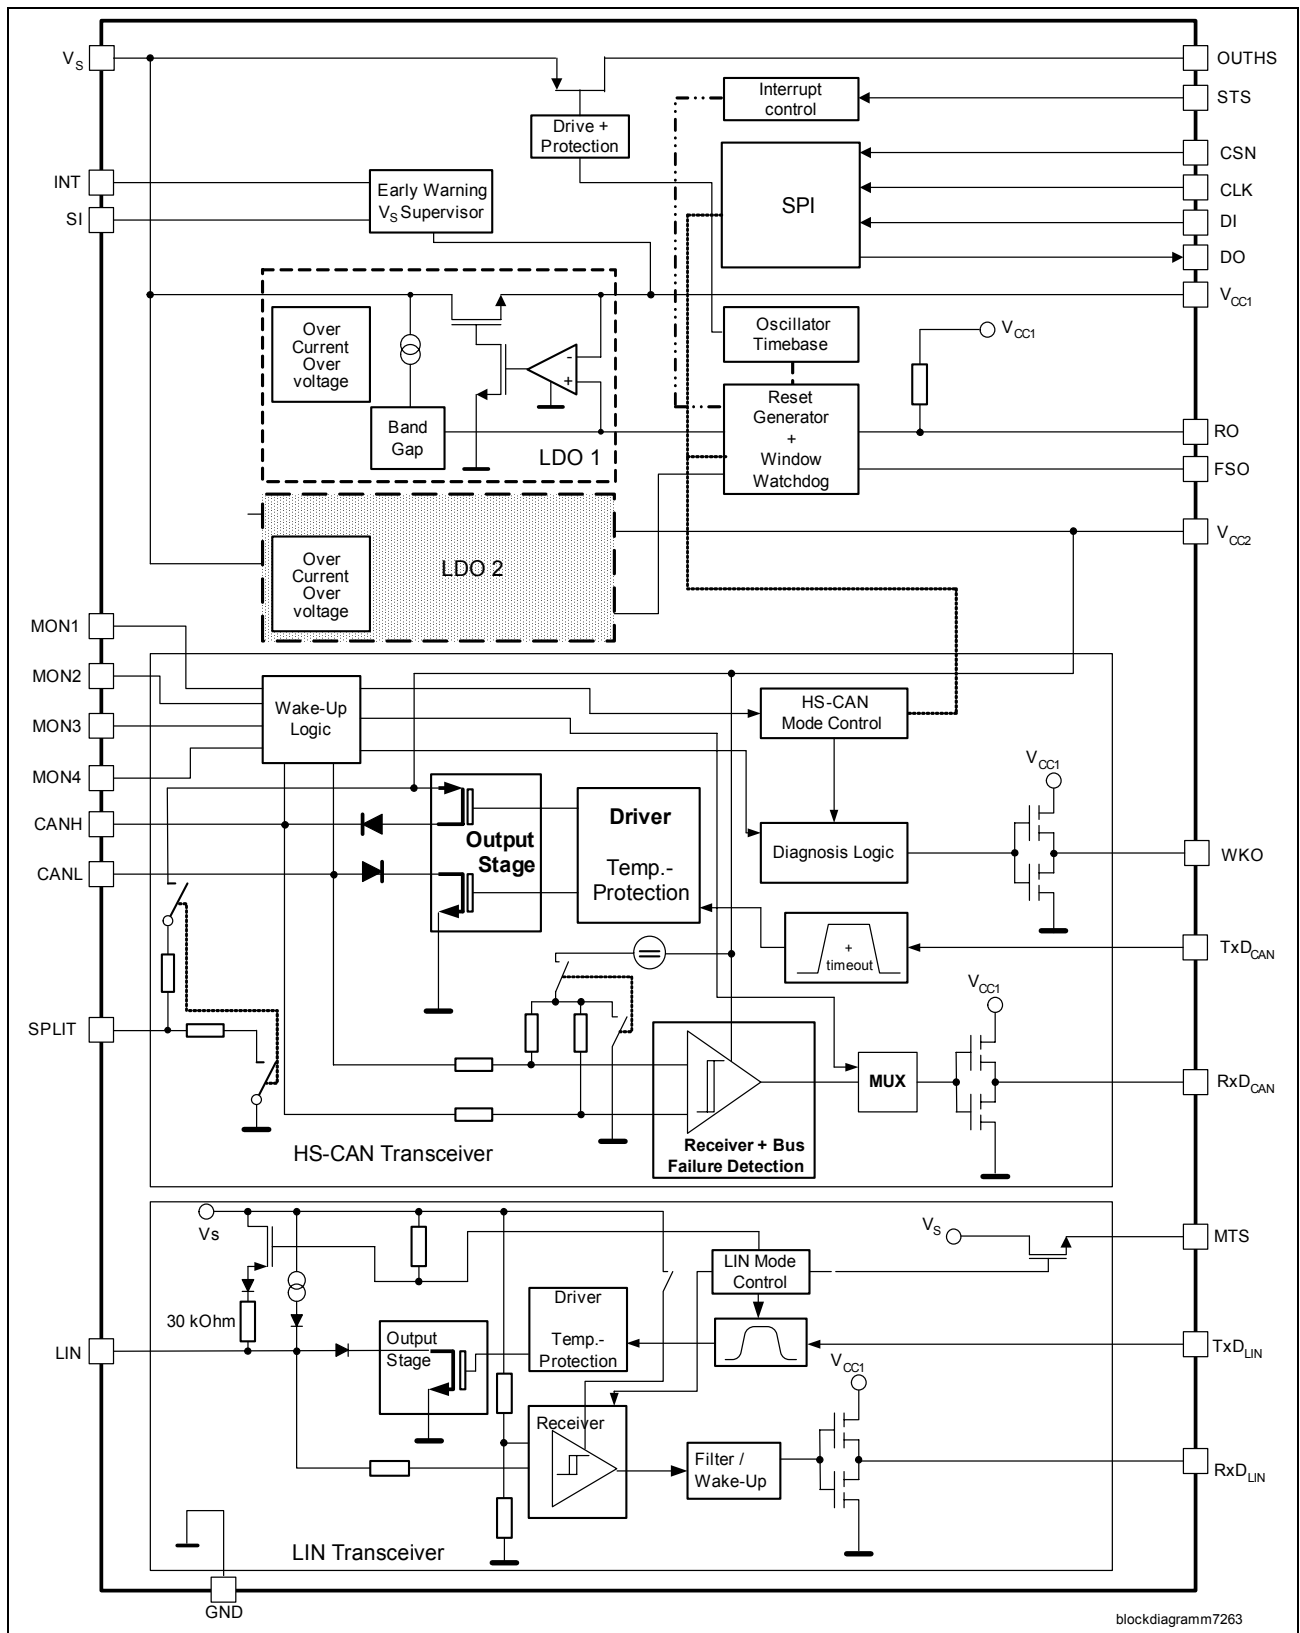 V_S
OUTHS
Interrupt
control
STS
Drive +
Protection
CSN
INT
Early Warning
V_S Supervisor
SPI
CLK
SI
DI
DO
V_CC1
Over
Current
Over
voltage
Oscillator
Timebase
V_CC1
-
+
Band
Gap
LDO 1
Reset
Generator
+
Window
Watchdog
RO
FSO
V_CC2
Over
Current
Over
voltage
LDO 2
MON1
MON2
MON3
MON4
Wake-Up
Logic
HS-CAN
Mode Control
V_CC1
CANH
CANL
Output
Stage
Driver
Temp.-
Protection
Diagnosis Logic
WKO
+
timeout
TxD_CAN
V_CC1
SPLIT
MUX
RxD_CAN
HS-CAN Transceiver
Receiver + Bus
Failure Detection
Vs
V_S
MTS
LIN Mode
Control
30 kOhm
Driver
Temp.-
Protection
LIN
Output
Stage
TxD_LIN
V_CC1
Receiver
Filter /
Wake-Up
RxD_LIN
LIN Transceiver
GND
blockdiagramm7263